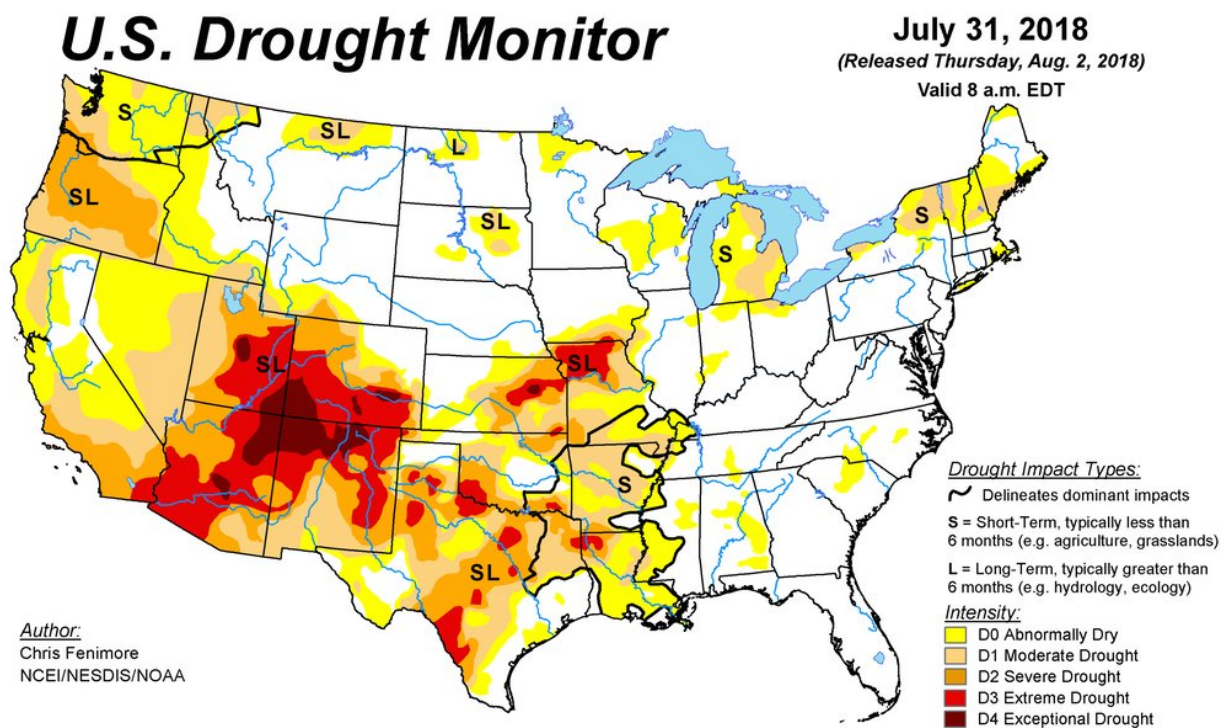 U.S. Drought Monitor
July 31, 2018
(Released Thursday, Aug. 2, 2018)
Valid 8 a.m. EDT
S
SL
L
SL
SL
S
S
SL
SL
S
SL
Drought Impact Types:
Delineates dominant impacts
S = Short-Term, typically less than
6 months (e.g. agriculture, grasslands)
L = Long-Term, typically greater than
6 months (e.g. hydrology, ecology)
Intensity:
D0 Abnormally Dry
D1 Moderate Drought
D2 Severe Drought
D3 Extreme Drought
D4 Exceptional Drought
Author:
Chris Fenimore
NCEI/NESDIS/NOAA